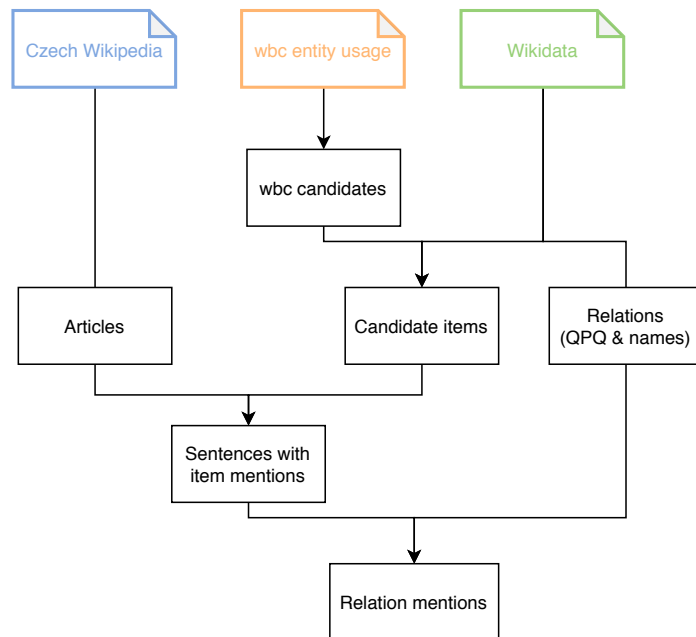 Czech Wikipedia
wbc entity usage
Wikidata
wbc candidates
Articles
Candidate items
Relations
(QPQ & names)
Sentences with
item mentions
Relation mentions